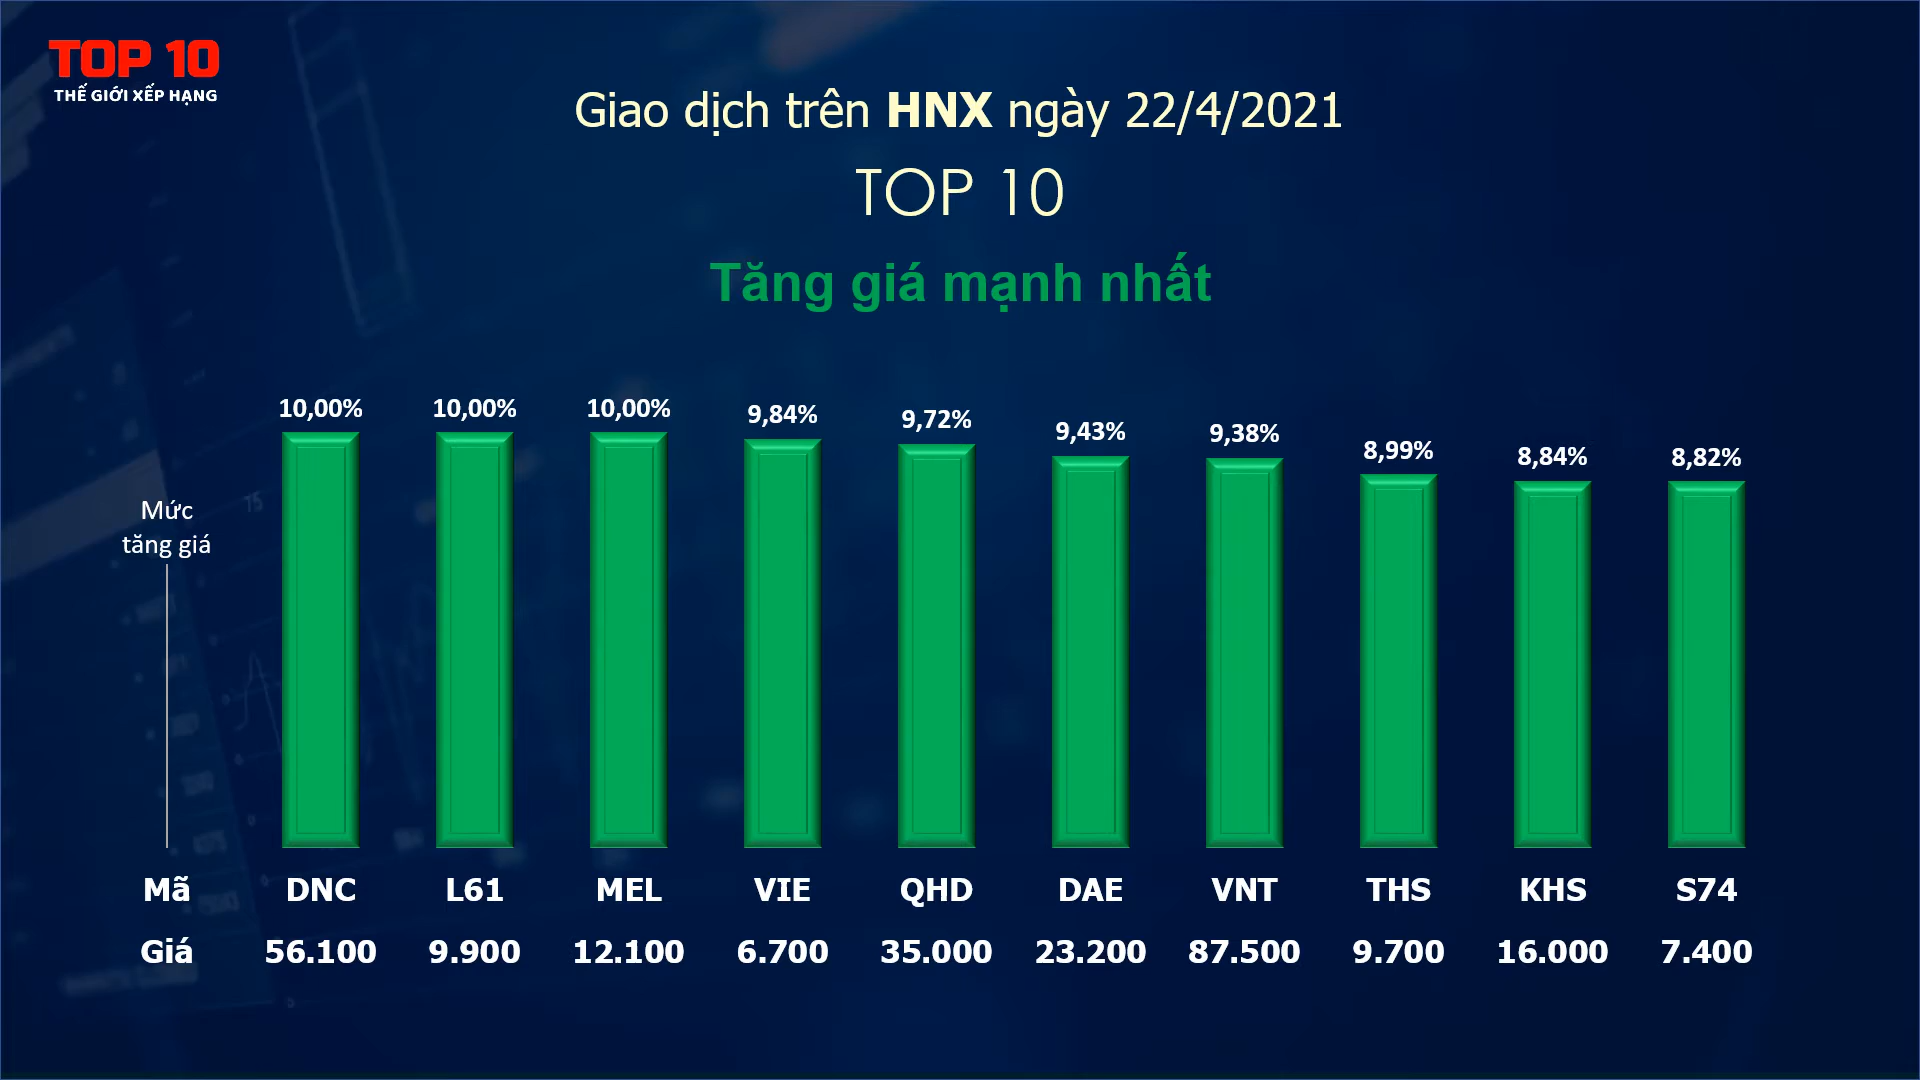 TOP 10
THẾ GIỚI XẾP HẠNG
Giao dịch trên HNX ngày 22/4/2021
TOP 10
Tăng giá mạnh nhất
10,00% 10,00% 10,00% 9,84% 9,72% 9,43% 9,38% 8,99% 8,84% 8,82%
Mức
tăng giá
Mã DNC L61 MEL VIE QHD DAE VNT THS KHS S74
Giá 56.100 9.900 12.100 6.700 35.000 23.200 87.500 9.700 16.000 7.400